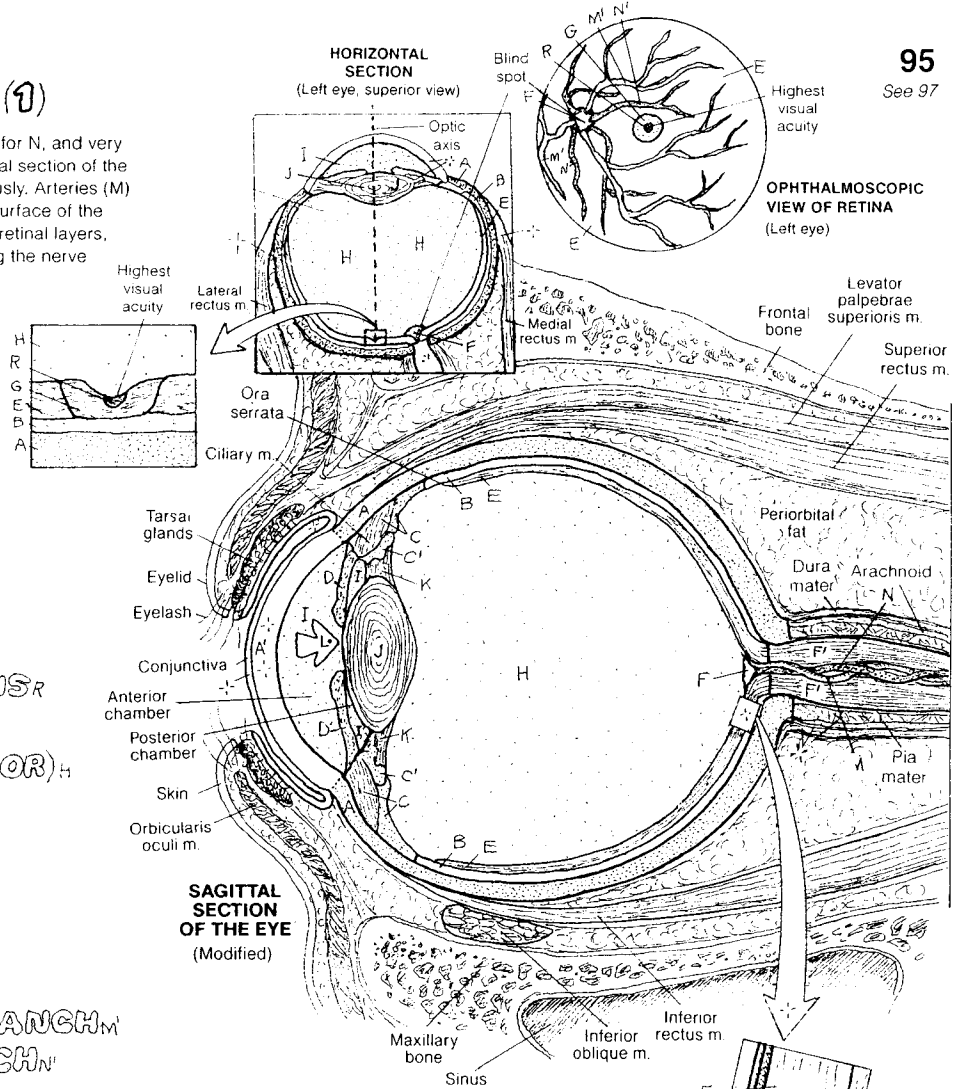 (1)
for N, and very
al section of the
usly. Arteries (M)
urface of the
retinal layers,
g the nerve
HORIZONTAL
SECTION
(Left eye, superior view)
Optic
axis
I
J
A
B
E
J
H
H
Lateral
rectus m.
Medial
rectus m
F
Blind
spot
F
R
G
M'
N'
E
Highest
visual
acuity
M'
N'
E
OPHTHALMOSCOPIC
VIEW OF RETINA
(Left eye)
95
See 97
Highest
visual
acuity
H
R
G
E
B
A
Ora
serrata
Ciliary m.
Tarsal
glands
Eyelid
Eyelash
Conjunctiva
Anterior
chamber
Posterior
chamber
Skin
Orbicularis
oculi m.
Frontal
bone
Levator
palpebrae
superioris m.
Superior
rectus m.
Periorbital
fat
Dura
mater
Arachnoid
N
F'
F
F'
Pia
mater
B
E
A
C
C'
K
D
I
I
L
A'
J
H
D
I
K
C'
C
A
B
E
SAGITTAL
SECTION
OF THE EYE
(Modified)
Maxillary
bone
Sinus
Inferior
oblique m.
Inferior
rectus m.
OR) H
ANCH M'
CH N'